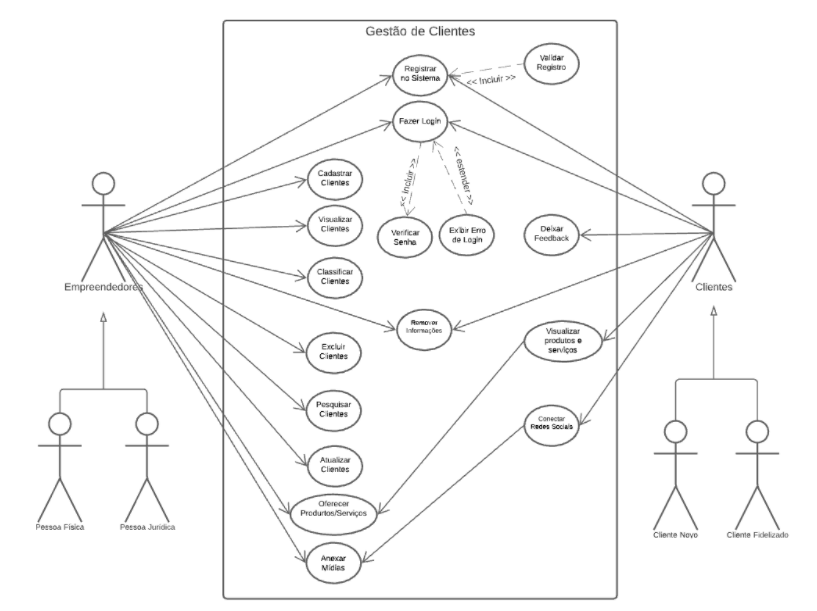 Gestão de Clientes
Registrar
no Sistema
<< Incluir >>
Validar
Registro
Fazer Login
<< Incluir >>
<< estender >>
Cadastrar
Clientes
Visualizar
Clientes
Verificar
Senha
Exibir Erro
de Login
Deixar
Feedback
Classificar
Clientes
Empreendedores
Clientes
Remover
Informações
Visualizar
produtos e
serviços
Excluir
Clientes
Pesquisar
Clientes
Conectar
Redes Sociais
Atualizar
Clientes
Oferecer
Produrtos/Serviços
Anexar
Mídias
Pessoa Física
Pessoa Jurídica
Cliente Novo
Cliente Fidelizado